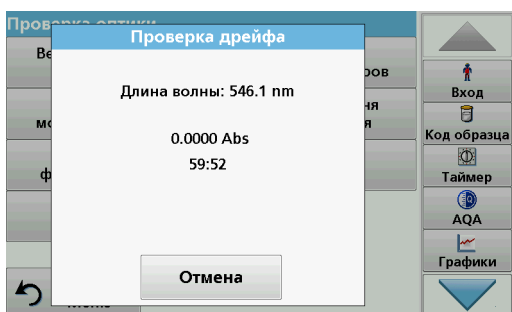 Проверка дрейфа
Длина волны: 546.1 nm
0.0000 Abs
59:52
Отмена
Вход
Код образца
Таймер
AQA
Графики